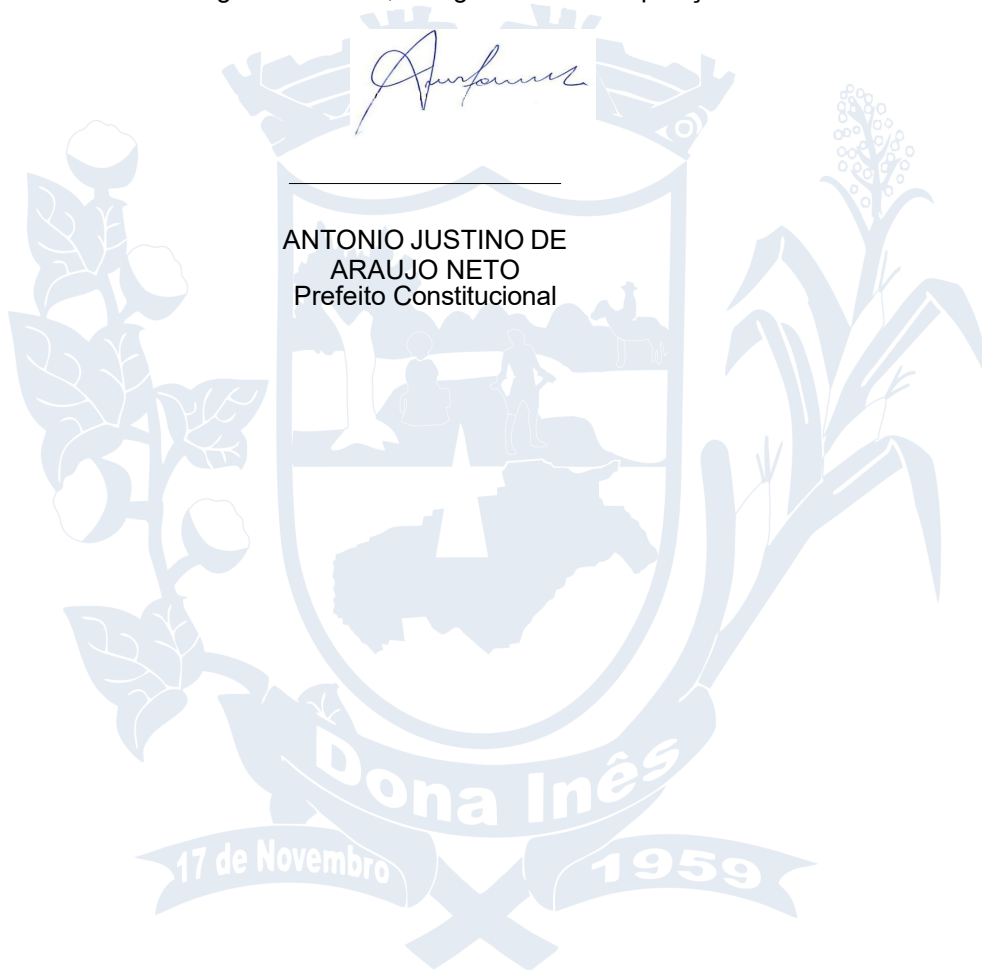 ANTONIO JUSTINO DE
ARAUJO NETO
Prefeito Constitucional
Dona Inês
17 de Novembro
1959